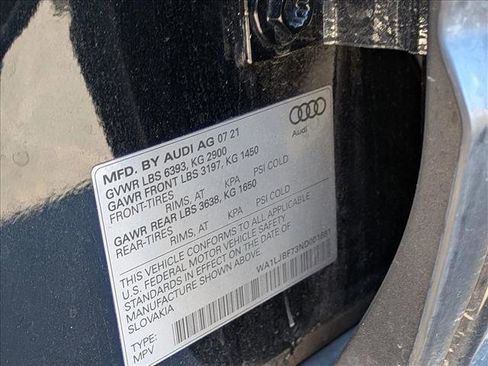 MFD. BY AUDI AG 07 21
GVWR LBS 6393, KG 2900
GAWR FRONT LBS 3197, KG 1450
FRONT-TIRES
RIMS, AT KPA PSI COLD
GAWR REAR LBS 3638, KG 1650
REAR-TIRES
RIMS, AT KPA PSI COLD
THIS VEHICLE CONFORMS TO ALL APPLICABLE
U.S. FEDERAL MOTOR VEHICLE SAFETY
STANDARDS IN EFFECT ON THE DATE OF
MANUFACTURE SHOWN ABOVE.
SLOVAKIA
TYPE:
MPV
Audi